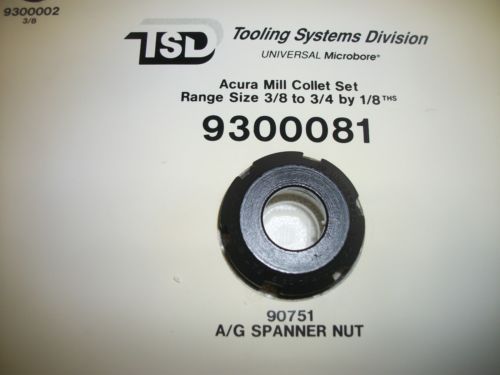 9300002
3/8
TSD
Tooling Systems Division
UNIVERSAL Microbore®
Acura Mill Collet Set
Range Size 3/8 to 3/4 by 1/8THS
9300081
90751
A/G SPANNER NUT